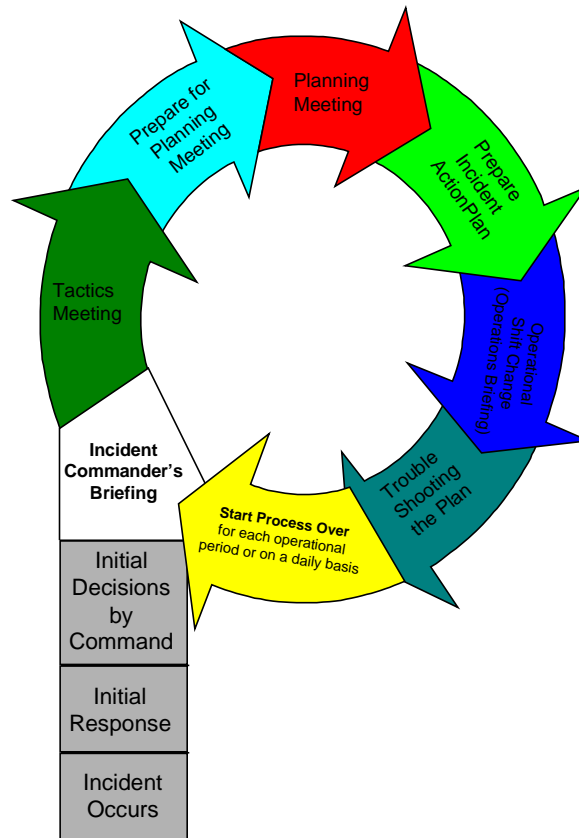 Prepare for
Planning
Meeting
Planning
Meeting
Prepare
Incident
ActionPlan
Operational
Shift Change
(Operations Briefing)
Trouble
Shooting
the Plan
Start Process Over
for each operational
period or on a daily basis
Tactics
Meeting
Incident
Commander's
Briefing
Initial
Decisions
by
Command
Initial
Response
Incident
Occurs